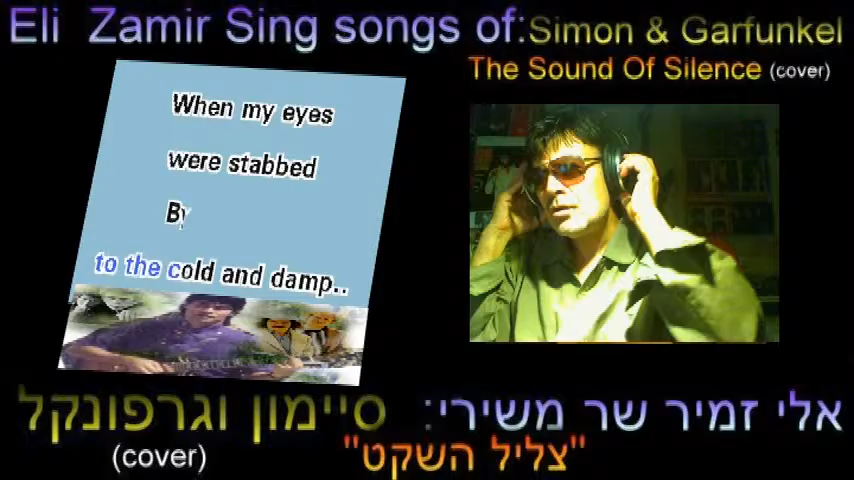 Eli Zamir Sing songs of:Simon & Garfunkel
The Sound Of Silence (cover)
When my eyes
were stabbed
By
to the cold and damp..
אלי זמיר שר משירי: סיימון וגרפונקל
"צליל השקט"
(cover)